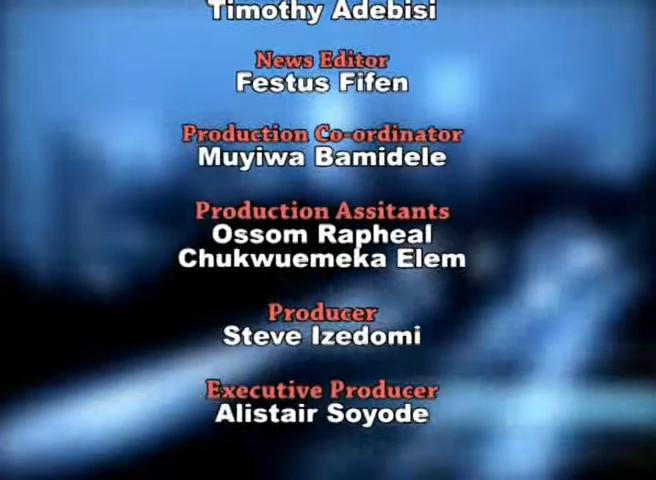 Timothy Adebisi
News Editor
Festus Fifen
Production Co-ordinator
Muyiwa Bamidele
Production Assitants
Ossom Rapheal
Chukwuemeka Elem
Producer
Steve Izedomi
Executive Producer
Alistair Soyode